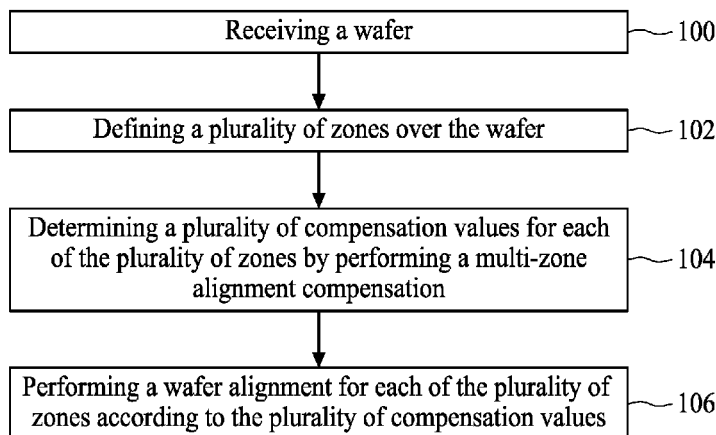 Receiving a wafer
100
Defining a plurality of zones over the wafer
102
Determining a plurality of compensation values for each
of the plurality of zones by performing a multi-zone
alignment compensation
104
Performing a wafer alignment for each of the plurality of
zones according to the plurality of compensation values
106